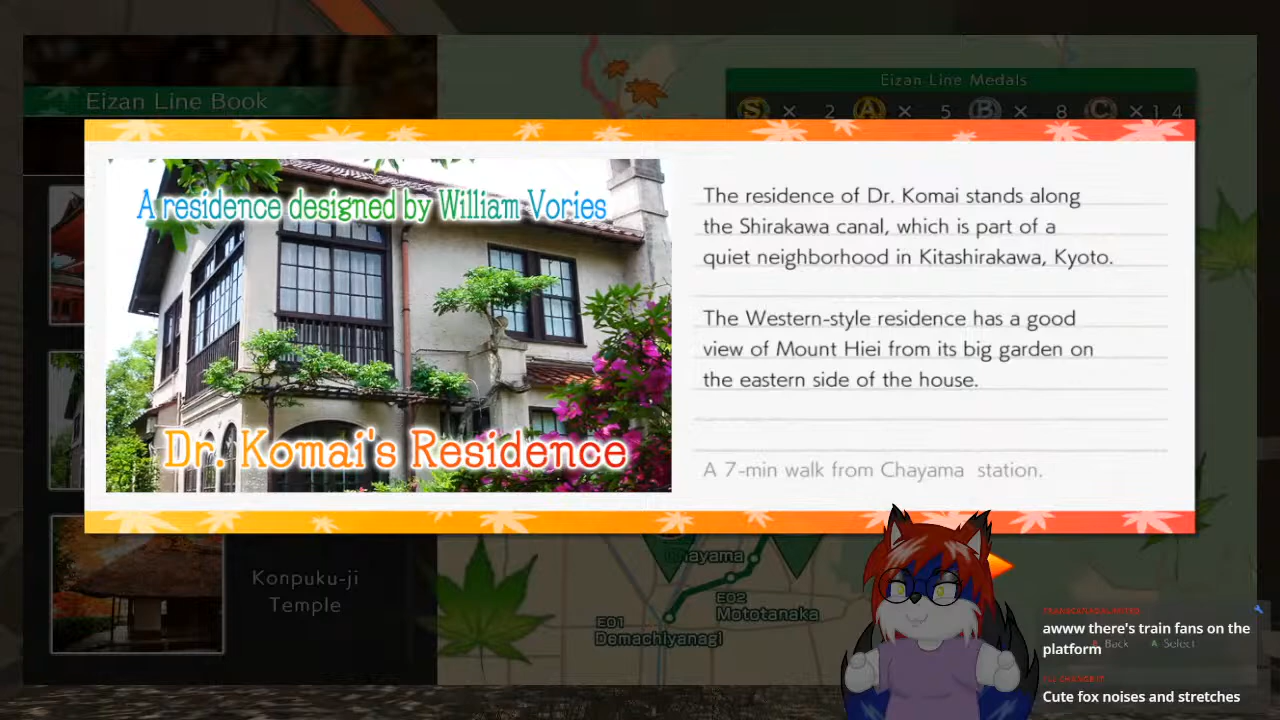 Eizan Line Book
Eizan Line Medals
S × 2 A × 5 B × 8 C ×14
A residence designed by William Vories
Dr. Komai's Residence
The residence of Dr. Komai stands along
the Shirakawa canal, which is part of a
quiet neighborhood in Kitashirakawa, Kyoto.
The Western-style residence has a good
view of Mount Hiei from its big garden on
the eastern side of the house.
A 7-min walk from Chayama station.
Konpuku-ji
Temple
Chayama
E02
Mototanaka
E01
Demachiyanagi
awww there's train fans on the
platform
Back A Select
Cute fox noises and stretches